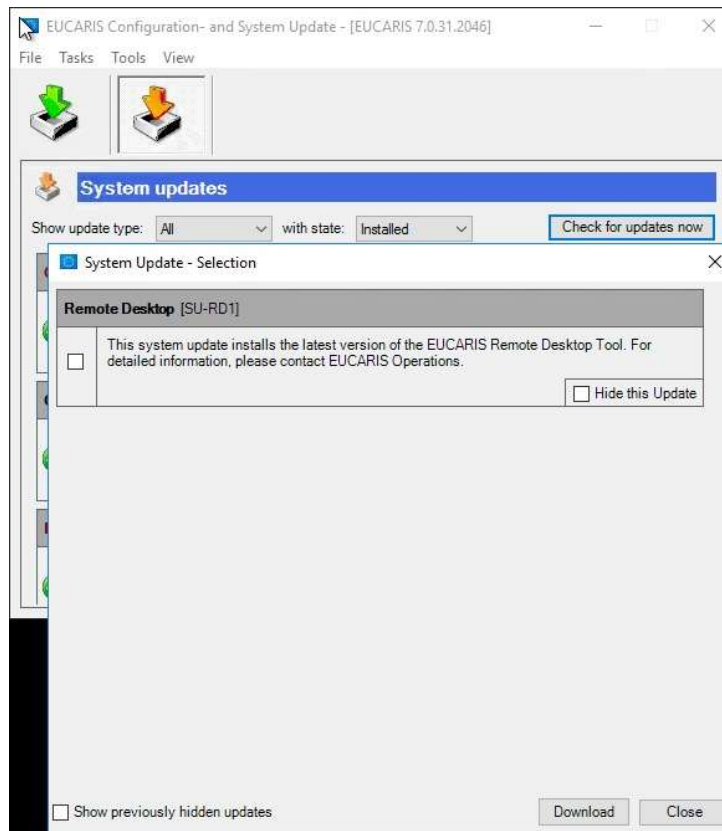 EUCARIS Configuration- and System Update - [EUCARIS 7.0.31.2046]
File Tasks Tools View
System updates
Show update type: All with state: Installed Check for updates now
System Update - Selection
Remote Desktop [SU-RD1]
This system update installs the latest version of the EUCARIS Remote Desktop Tool. For
detailed information, please contact EUCARIS Operations.
Hide this Update
Show previously hidden updates Download Close